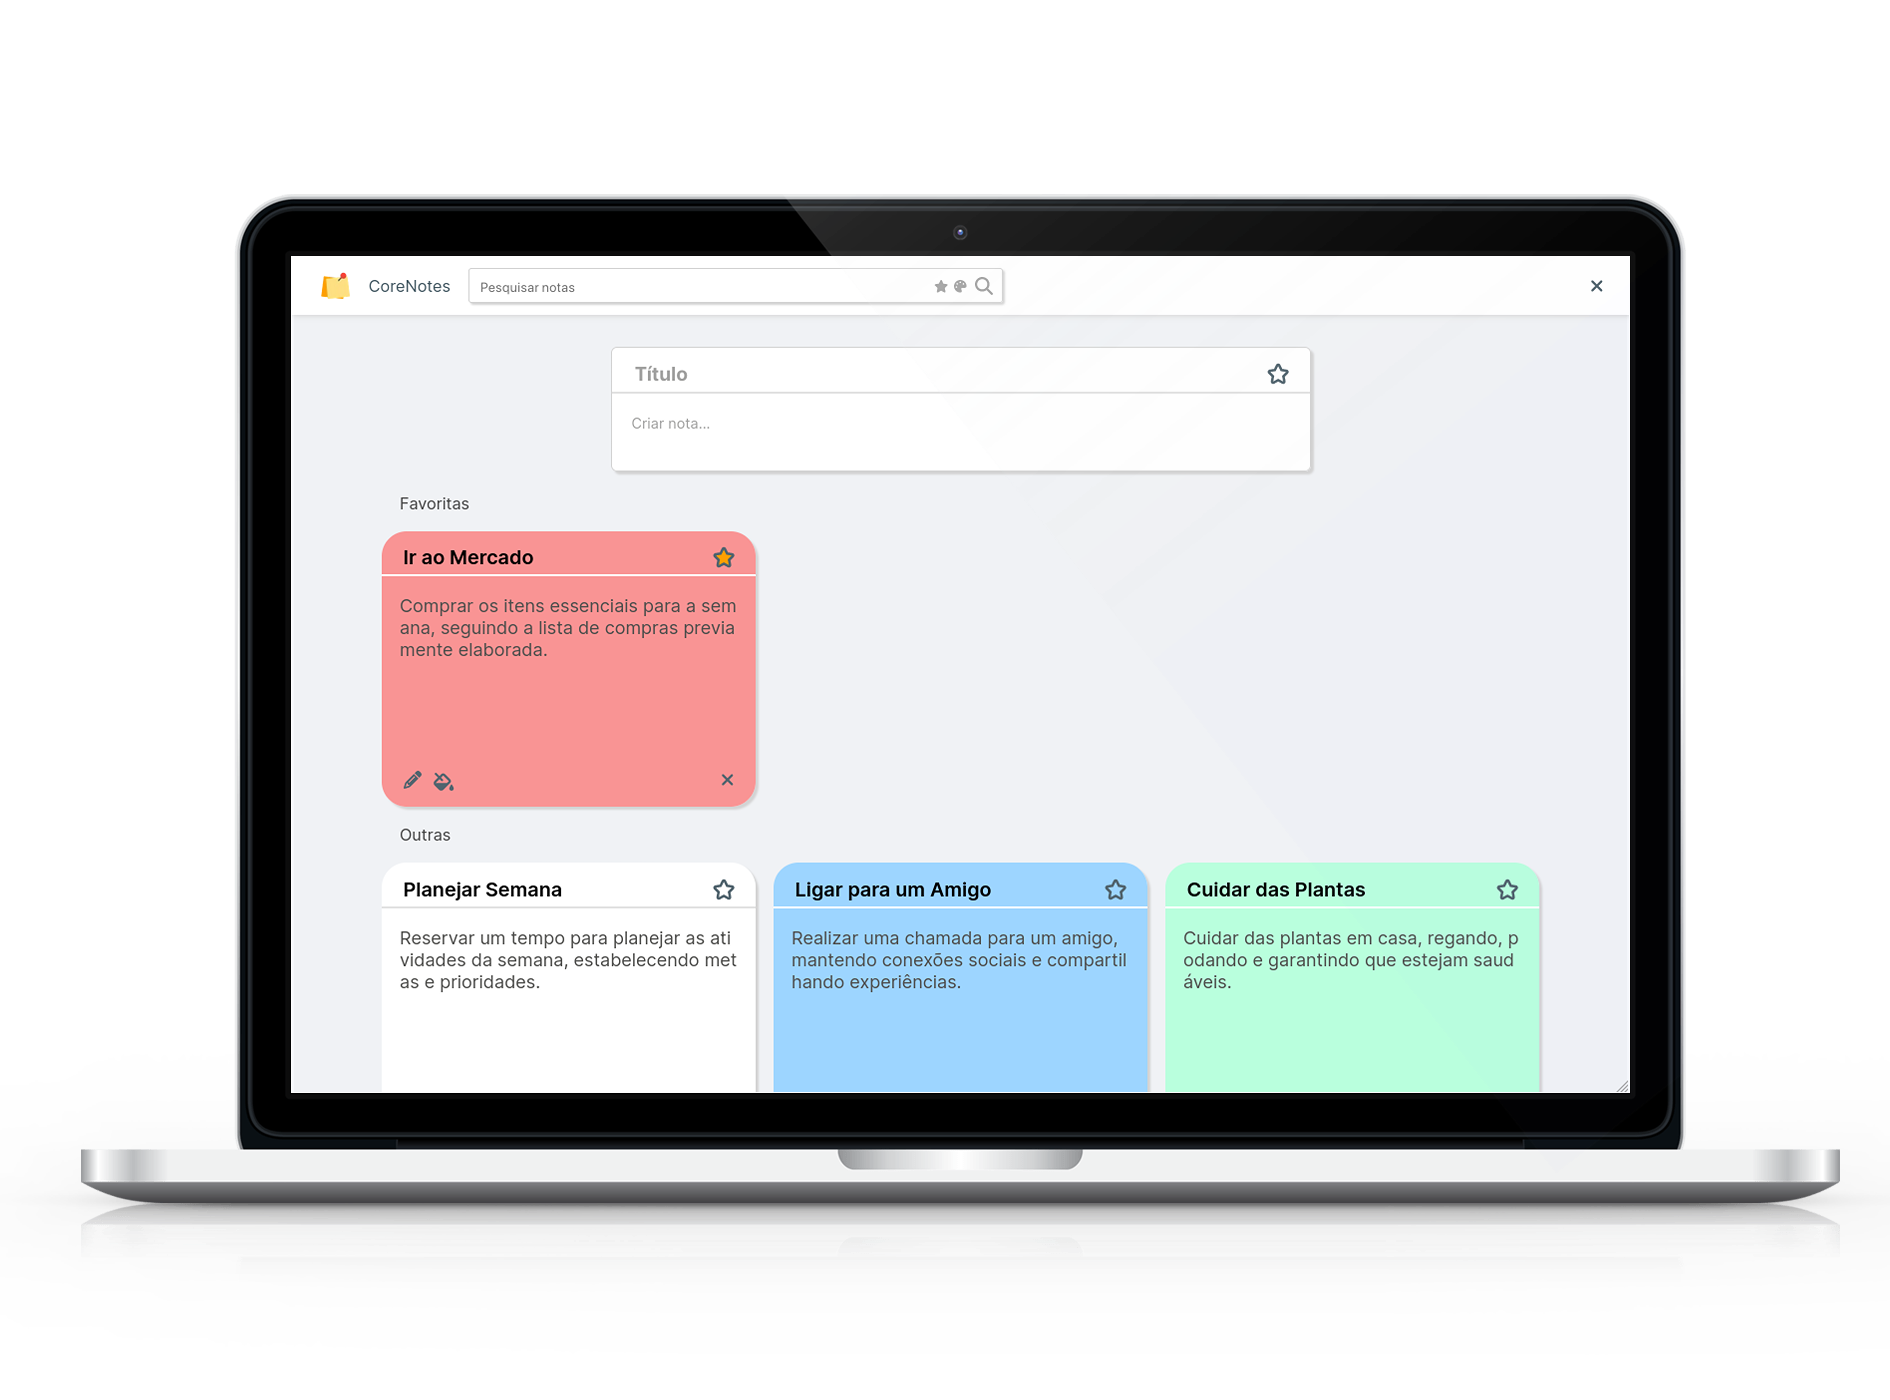 CoreNotes
Pesquisar notas
Título
Criar nota...
Favoritas
Ir ao Mercado
Comprar os itens essenciais para a sem
ana, seguindo a lista de compras previa
mente elaborada.
Outras
Planejar Semana
Reservar um tempo para planejar as ati
vidades da semana, estabelecendo met
as e prioridades.
Ligar para um Amigo
Realizar uma chamada para um amigo,
mantendo conexões sociais e compartil
hando experiências.
Cuidar das Plantas
Cuidar das plantas em casa, regando, p
odando e garantindo que estejam saud
áveis.